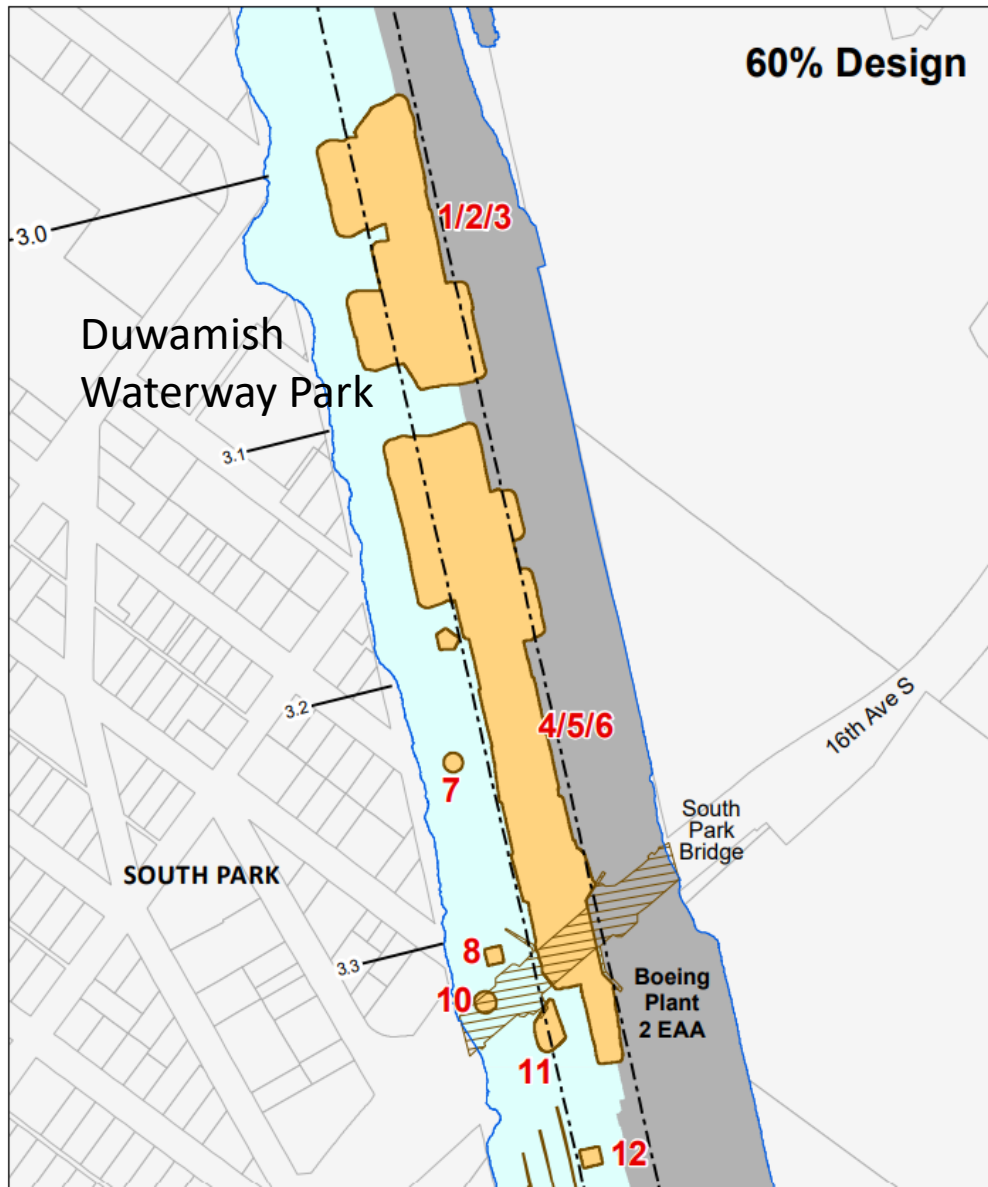 60% Design
3.0
1/2/3
Duwamish
Waterway Park
3.1
3.2
4/5/6
16th Ave S
7
South
Park
Bridge
SOUTH PARK
8
3.3
10
Boeing
Plant
2 EAA
11
12